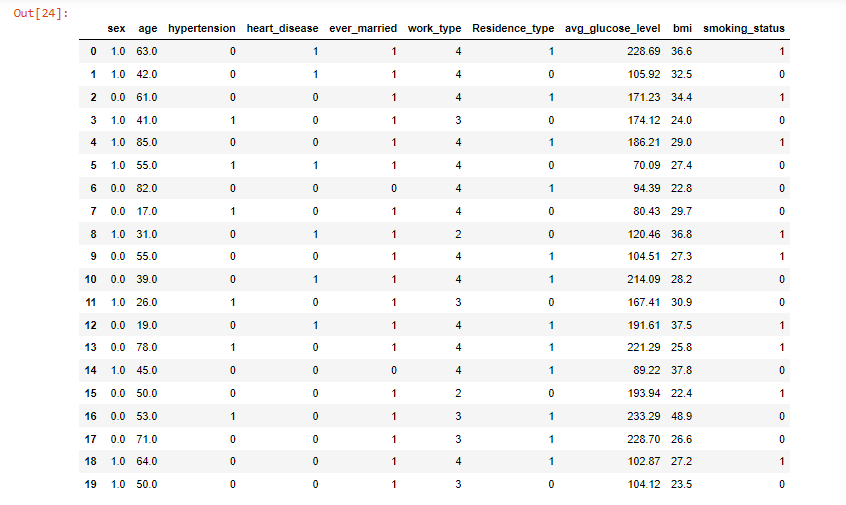 Out[24]:
sex age hypertension heart_disease ever_married work_type Residence_type avg_glucose_level bmi smoking_status
0 1.0 63.0 0 1 1 4 1 228.69 36.6 1
1 1.0 42.0 0 1 1 4 0 105.92 32.5 0
2 0.0 61.0 0 0 1 4 1 171.23 34.4 1
3 1.0 41.0 1 0 1 3 0 174.12 24.0 0
4 1.0 85.0 0 0 1 4 1 186.21 29.0 1
5 1.0 55.0 1 1 1 4 0 70.09 27.4 0
6 0.0 82.0 0 0 0 4 1 94.39 22.8 0
7 0.0 17.0 1 0 1 4 0 80.43 29.7 0
8 1.0 31.0 0 1 1 2 0 120.46 36.8 1
9 0.0 55.0 0 0 1 4 1 104.51 27.3 1
10 0.0 39.0 0 1 1 4 1 214.09 28.2 0
11 1.0 26.0 1 0 1 3 0 167.41 30.9 0
12 0.0 19.0 0 1 1 4 1 191.61 37.5 1
13 0.0 78.0 1 0 1 4 1 221.29 25.8 1
14 1.0 45.0 0 0 0 4 1 89.22 37.8 0
15 0.0 50.0 0 0 1 2 0 193.94 22.4 1
16 0.0 53.0 1 0 1 3 1 233.29 48.9 0
17 0.0 71.0 0 0 1 3 1 228.70 26.6 0
18 1.0 64.0 0 0 1 4 1 102.87 27.2 1
19 1.0 50.0 0 0 1 3 0 104.12 23.5 0